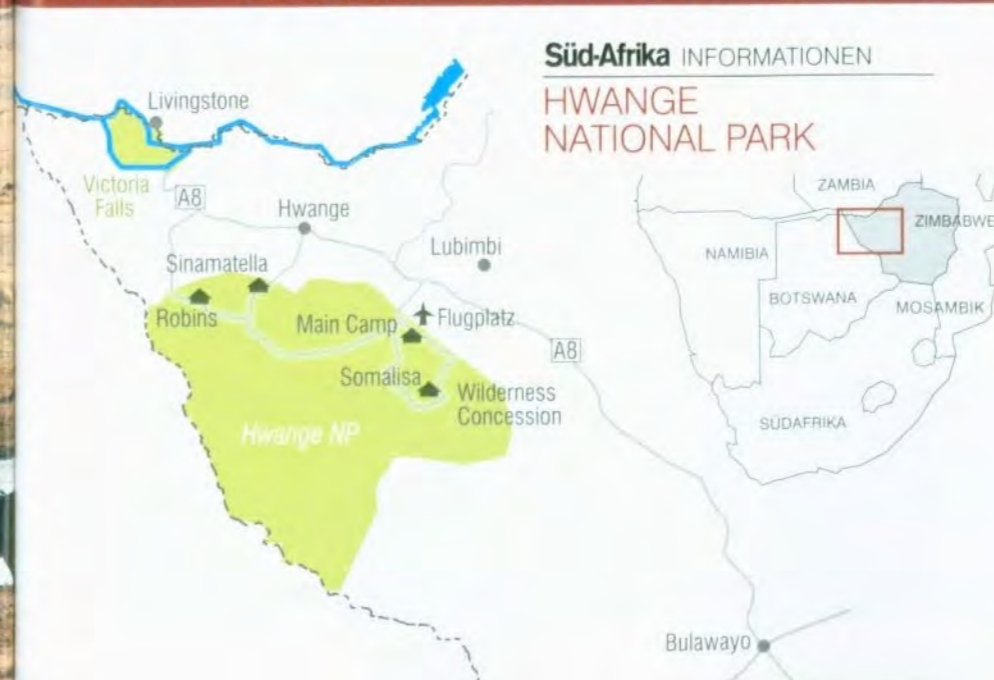 Süd-Afrika INFORMATIONEN
HWANGE
NATIONAL PARK
Livingstone
Victoria
Falls
A8
Hwange
Lubimbi
Sinamatella
Robins
Main Camp
Flugplatz
A8
Somalisa
Wilderness
Concession
Hwange NP
Bulawayo
ZAMBIA
ZIMBABWE
NAMIBIA
BOTSWANA
MOSAMBIK
SÜDAFRIKA